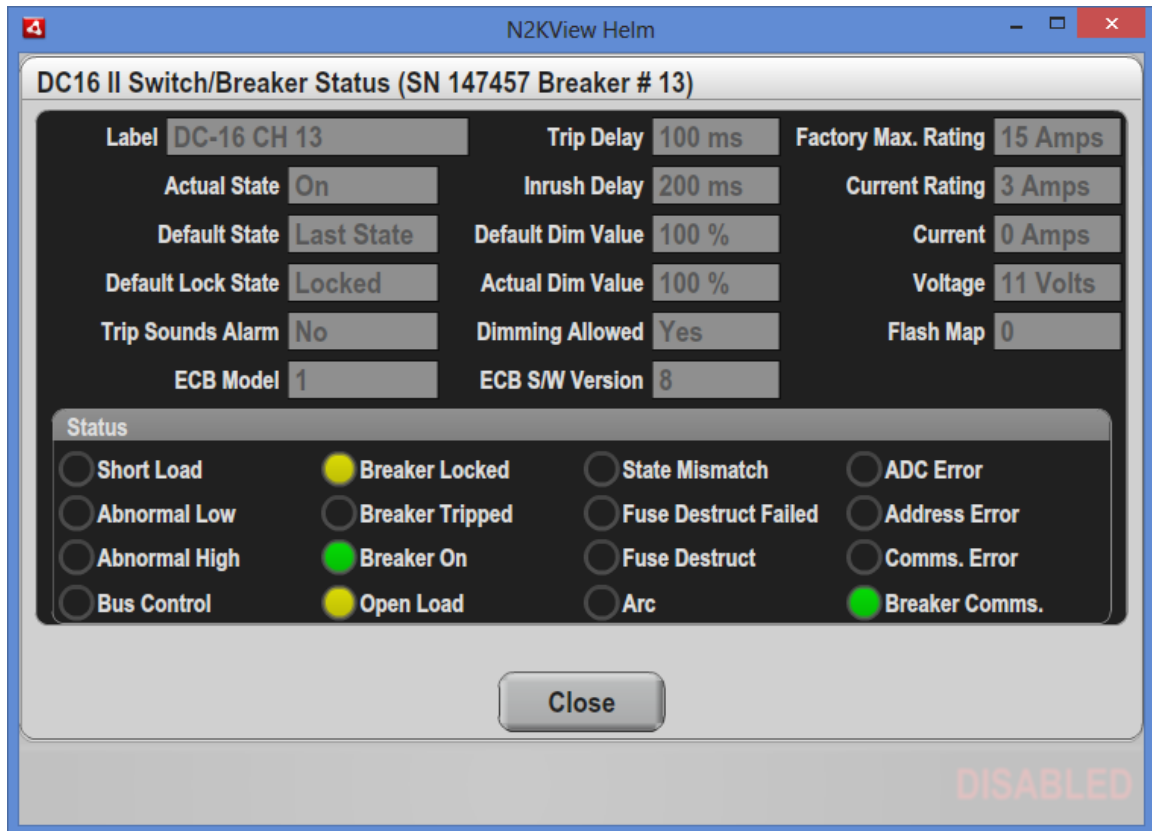 N2KView Helm
DC16 II Switch/Breaker Status (SN 147457 Breaker # 13)
Label DC-16 CH 13 Trip Delay 100 ms Factory Max. Rating 15 Amps
Actual State On Inrush Delay 200 ms Current Rating 3 Amps
Default State Last State Default Dim Value 100 % Current 0 Amps
Default Lock State Locked Actual Dim Value 100 % Voltage 11 Volts
Trip Sounds Alarm No Dimming Allowed Yes Flash Map 0
ECB Model 1 ECB S/W Version 8
Status
Short Load Breaker Locked State Mismatch ADC Error
Abnormal Low Breaker Tripped Fuse Destruct Failed Address Error
Abnormal High Breaker On Fuse Destruct Comms. Error
Bus Control Open Load Arc Breaker Comms.
Close
DISABLED